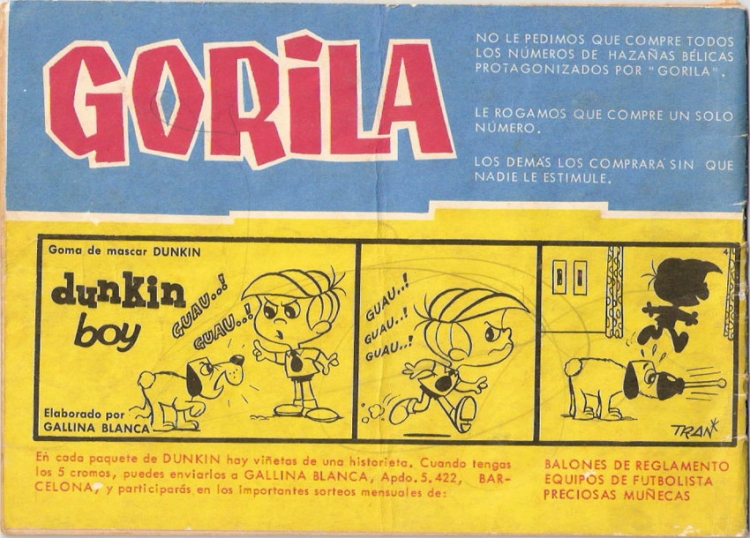 GORILA
NO LE PEDIMOS QUE COMPRE TODOS
LOS NÚMEROS DE HAZAÑAS BÉLICAS
PROTAGONIZADOS POR "GORILA".
LE ROGAMOS QUE COMPRE UN SOLO
NÚMERO.
LOS DEMÁS LOS COMPRARA SIN QUE
NADIE LE ESTIMULE.
Goma de mascar DUNKIN
dunkin
boy
GUAU..!
GUAU..!
Elaborado por
GALLINA BLANCA
GUAU..!
GUAU..!
GUAU..!
4
TRAN*
En cada paquete de DUNKIN hay viñetas de una historieta. Cuando tengas
los 5 cromos, puedes enviarlos a GALLINA BLANCA, Apdo. 5.422, BAR-
CELONA, y participarás en los importantes sorteos mensuales de:
BALONES DE REGLAMENTO
EQUIPOS DE FUTBOLISTA
PRECIOSAS MUÑECAS